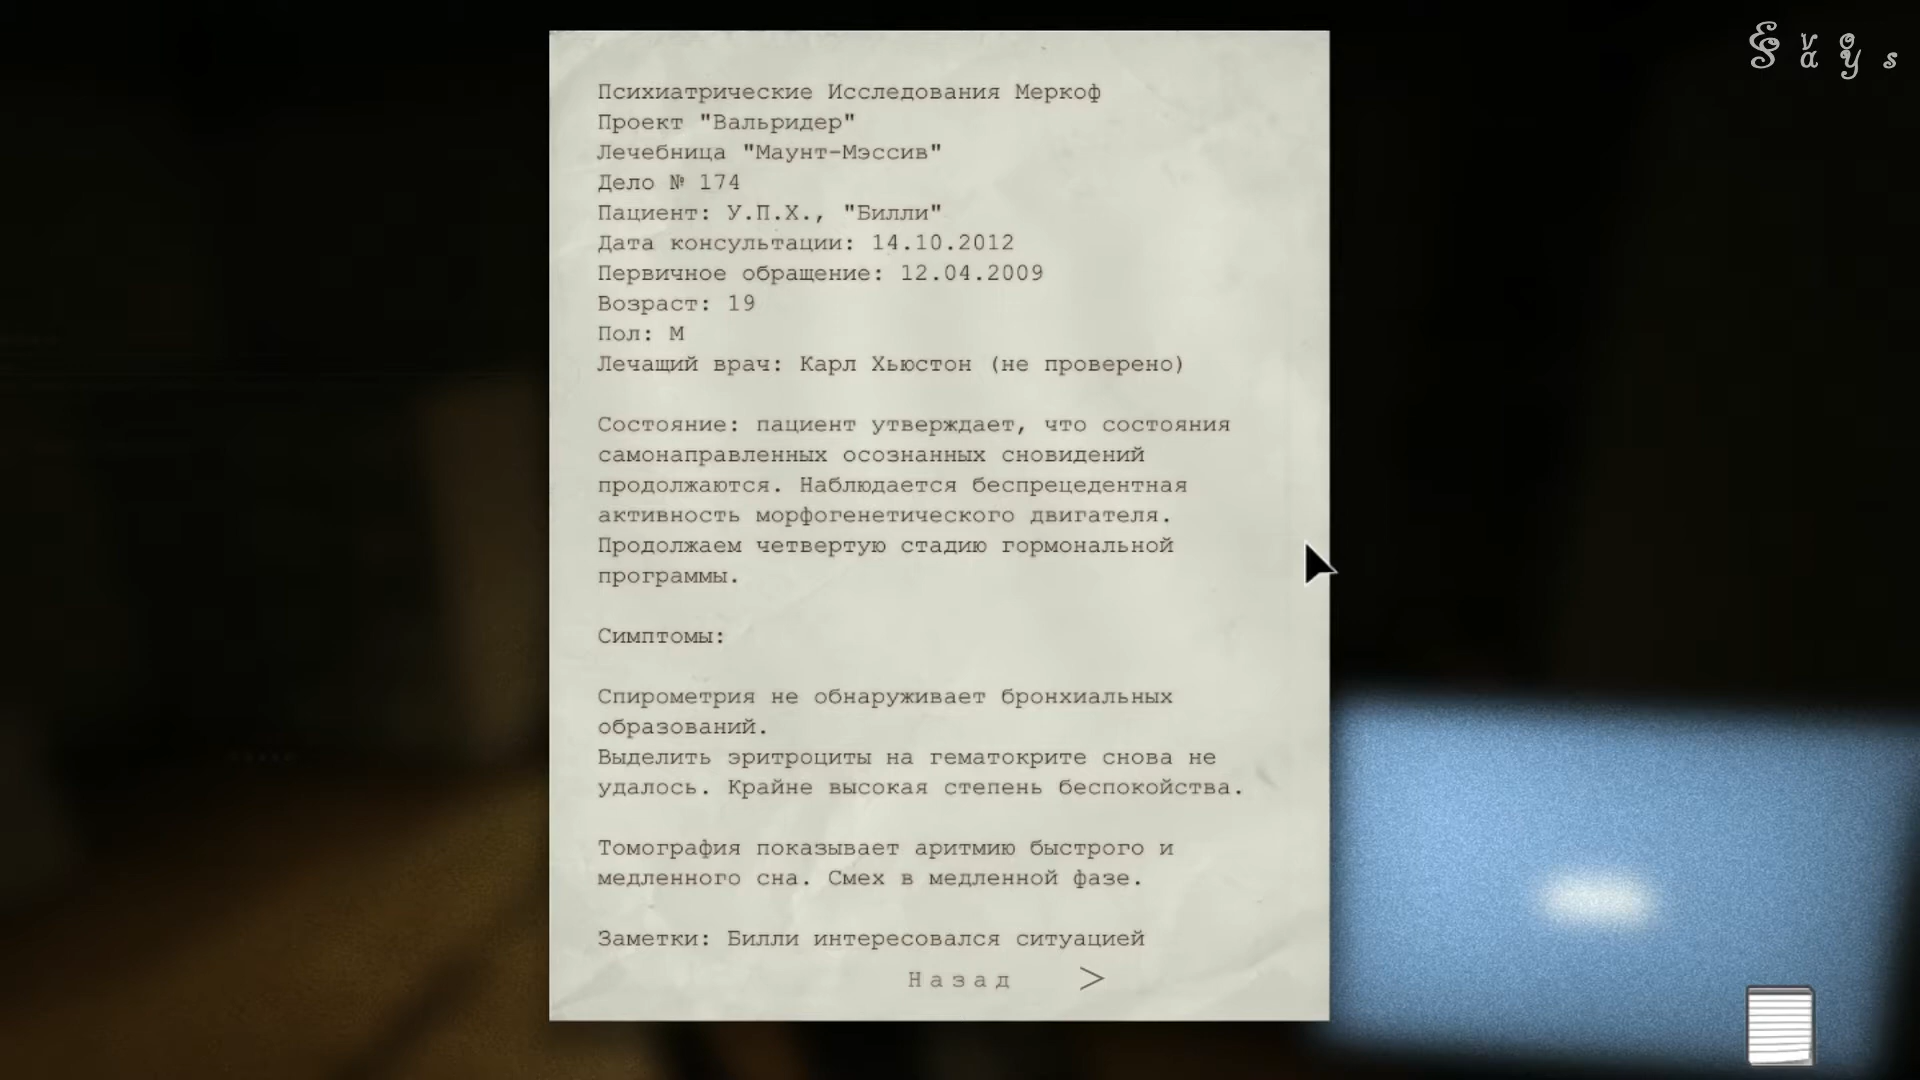 Evo
Says
Психиатрические Исследования Меркоф
Проект "Вальридер"
Лечебница "Маунт-Мэссив"
Дело № 174
Пациент: У.П.Х., "Билли"
Дата консультации: 14.10.2012
Первичное обращение: 12.04.2009
Возраст: 19
Пол: М
Лечащий врач: Карл Хьюстон (не проверено)
Состояние: пациент утверждает, что состояния
самонаправленных осознанных сновидений
продолжаются. Наблюдается беспрецедентная
активность морфогенетического двигателя.
Продолжаем четвертую стадию гормональной
программы.
Симптомы:
Спирометрия не обнаруживает бронхиальных
образований.
Выделить эритроциты на гематокрите снова не
удалось. Крайне высокая степень беспокойства.
Томография показывает аритмию быстрого и
медленного сна. Смех в медленной фазе.
Заметки: Билли интересовался ситуацией
Назад >